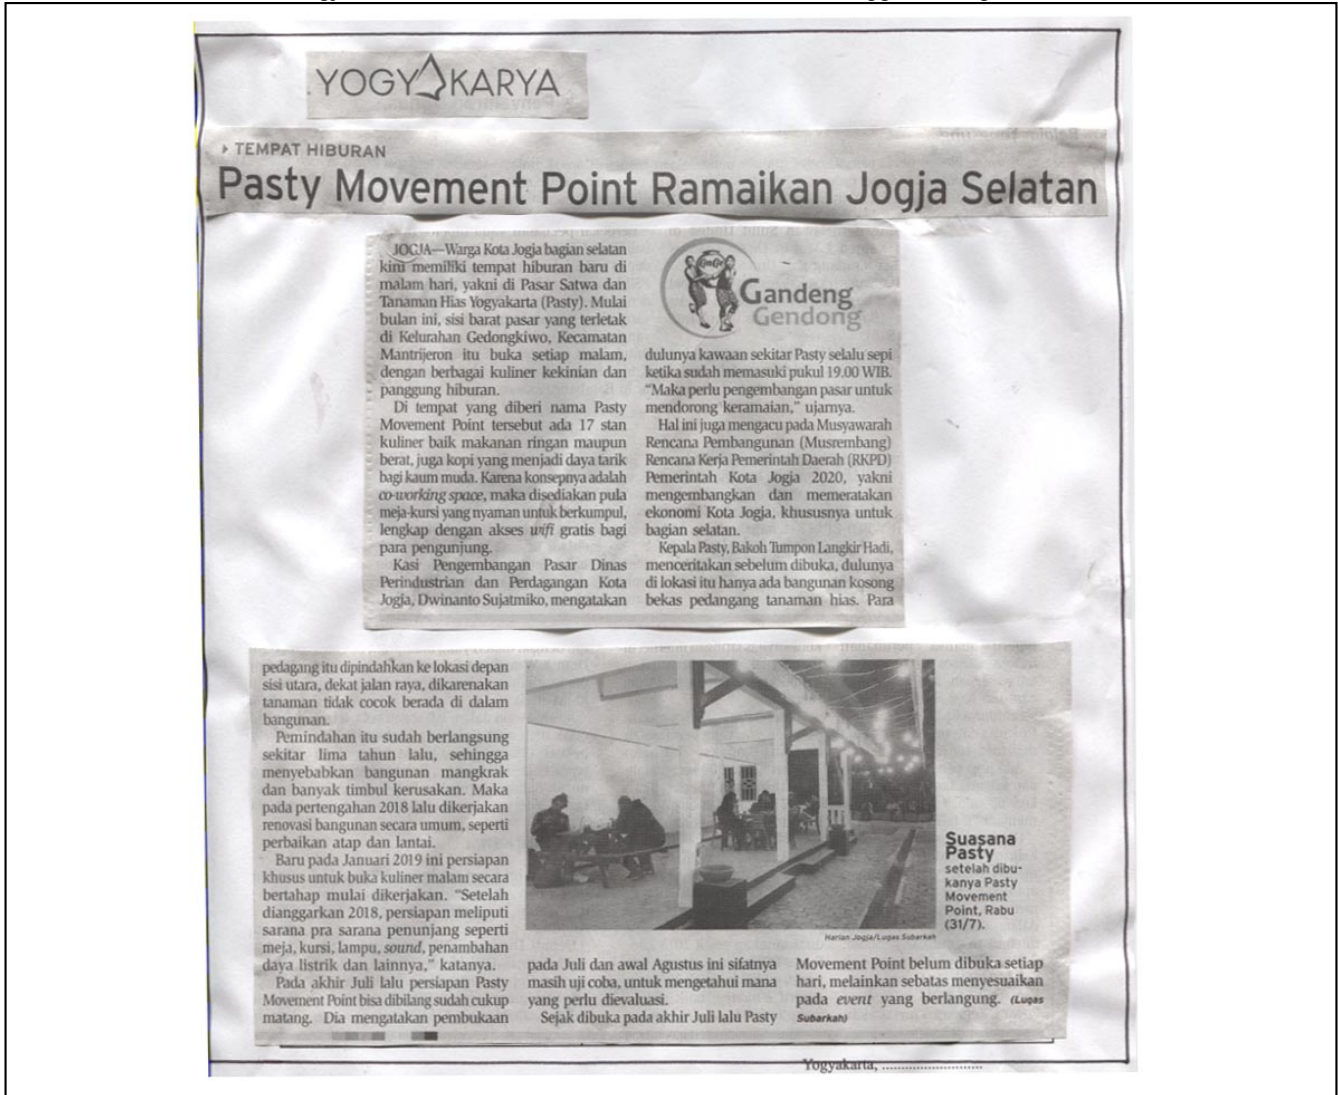 YOGYAKARYA
TEMPAT HIBURAN
Pasty Movement Point Ramaikan Jogja Selatan
JOGJA—Warga Kota Jogja bagian selatan
kini memiliki tempat hiburan baru di
malam hari, yakni di Pasar Satwa dan
Tanaman Hias Yogyakarta (Pasty). Mulai
bulan ini, sisi barat pasar yang terletak
di Kelurahan Gedongkiwo, Kecamatan
Mantrijeron itu buka setiap malam,
dengan berbagai kuliner kekinian dan
panggung hiburan.
Di tempat yang diberi nama Pasty
Movement Point tersebut ada 17 stan
kuliner baik makanan ringan maupun
berat, juga kopi yang menjadi daya tarik
bagi kaum muda. Karena konsepnya adalah
co-working space, maka disediakan pula
meja-kursi yang nyaman untuk berkumpul,
lengkap dengan akses wifi gratis bagi
para pengunjung.
Kasi Pengembangan Pasar Dinas
Perindustrian dan Perdagangan Kota
Jogja, Dwinanto Sujatmiko, mengatakan
Gandeng
Gendong
dulunya kawaan sekitar Pasty selalu sepi
ketika sudah memasuki pukul 19.00 WIB.
“Maka perlu pengembangan pasar untuk
mendorong keramaian,” ujarnya.
Hal ini juga mengacu pada Musyawarah
Rencana Pembangunan (Musrembang)
Rencana Kerja Pemerintah Daerah (RKPD)
Pemerintah Kota Jogja 2020, yakni
mengembangkan dan memeratakan
ekonomi Kota Jogja, khususnya untuk
bagian selatan.
Kepala Pasty, Bakoh Tumpon Langkir Hadi,
menceritakan sebelum dibuka, dulunya
di lokasi itu hanya ada bangunan kosong
bekas pedangang tanaman hias. Para
pedagang itu dipindahkan ke lokasi depan
sisi utara, dekat jalan raya, dikarenakan
tanaman tidak cocok berada di dalam
bangunan.
Pemindahan itu sudah berlangsung
sekitar lima tahun lalu, sehingga
menyebabkan bangunan mangkrak
dan banyak timbul kerusakan. Maka
pada pertengahan 2018 lalu dikerjakan
renovasi bangunan secara umum, seperti
perbaikan atap dan lantai.
Baru pada Januari 2019 ini persiapan
khusus untuk buka kuliner malam secara
bertahap mulai dikerjakan. “Setelah
dianggarkan 2018, persiapan meliputi
sarana pra sarana penunjang seperti
meja, kursi, lampu, sound, penambahan
daya listrik dan lainnya,” katanya.
Pada akhir Juli lalu persiapan Pasty
Movement Point bisa dibilang sudah cukup
matang. Dia mengatakan pembukaan
Suasana
Pasty
setelah dibu-
kanya Pasty
Movement
Point, Rabu
(31/7).
Harian Jogja/Lugas Subarkah
pada Juli dan awal Agustus ini sifatnya
masih uji coba, untuk mengetahui mana
yang perlu dievaluasi.
Sejak dibuka pada akhir Juli lalu Pasty
Movement Point belum dibuka setiap
hari, melainkan sebatas menyesuaikan
pada event yang berlangung. (Lugas
Subarkah)
Yogyakarta, ..........................